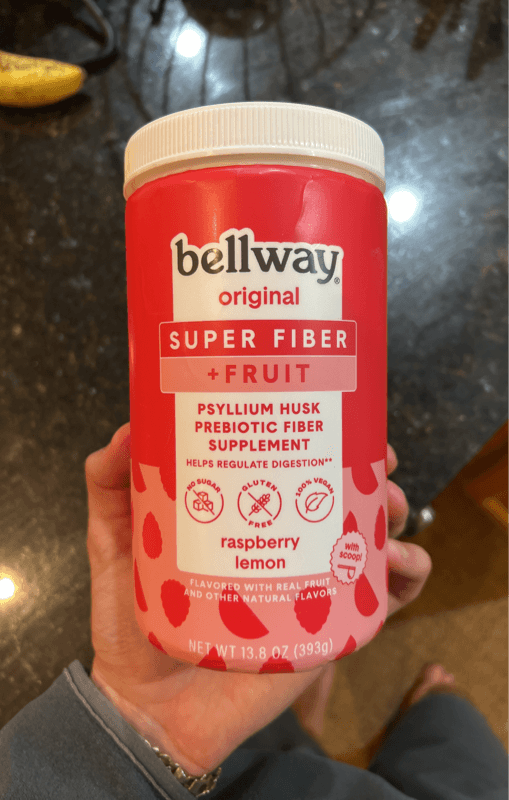 bellway®
original
SUPER FIBER
+FRUIT
PSYLLIUM HUSK
PREBIOTIC FIBER
SUPPLEMENT
HELPS REGULATE DIGESTION**
NO SUGAR
GLUTEN
FREE
100% VEGAN
raspberry
lemon
with
scoop!
FLAVORED WITH REAL FRUIT
AND OTHER NATURAL FLAVORS
NET WT 13.8 OZ (393g)